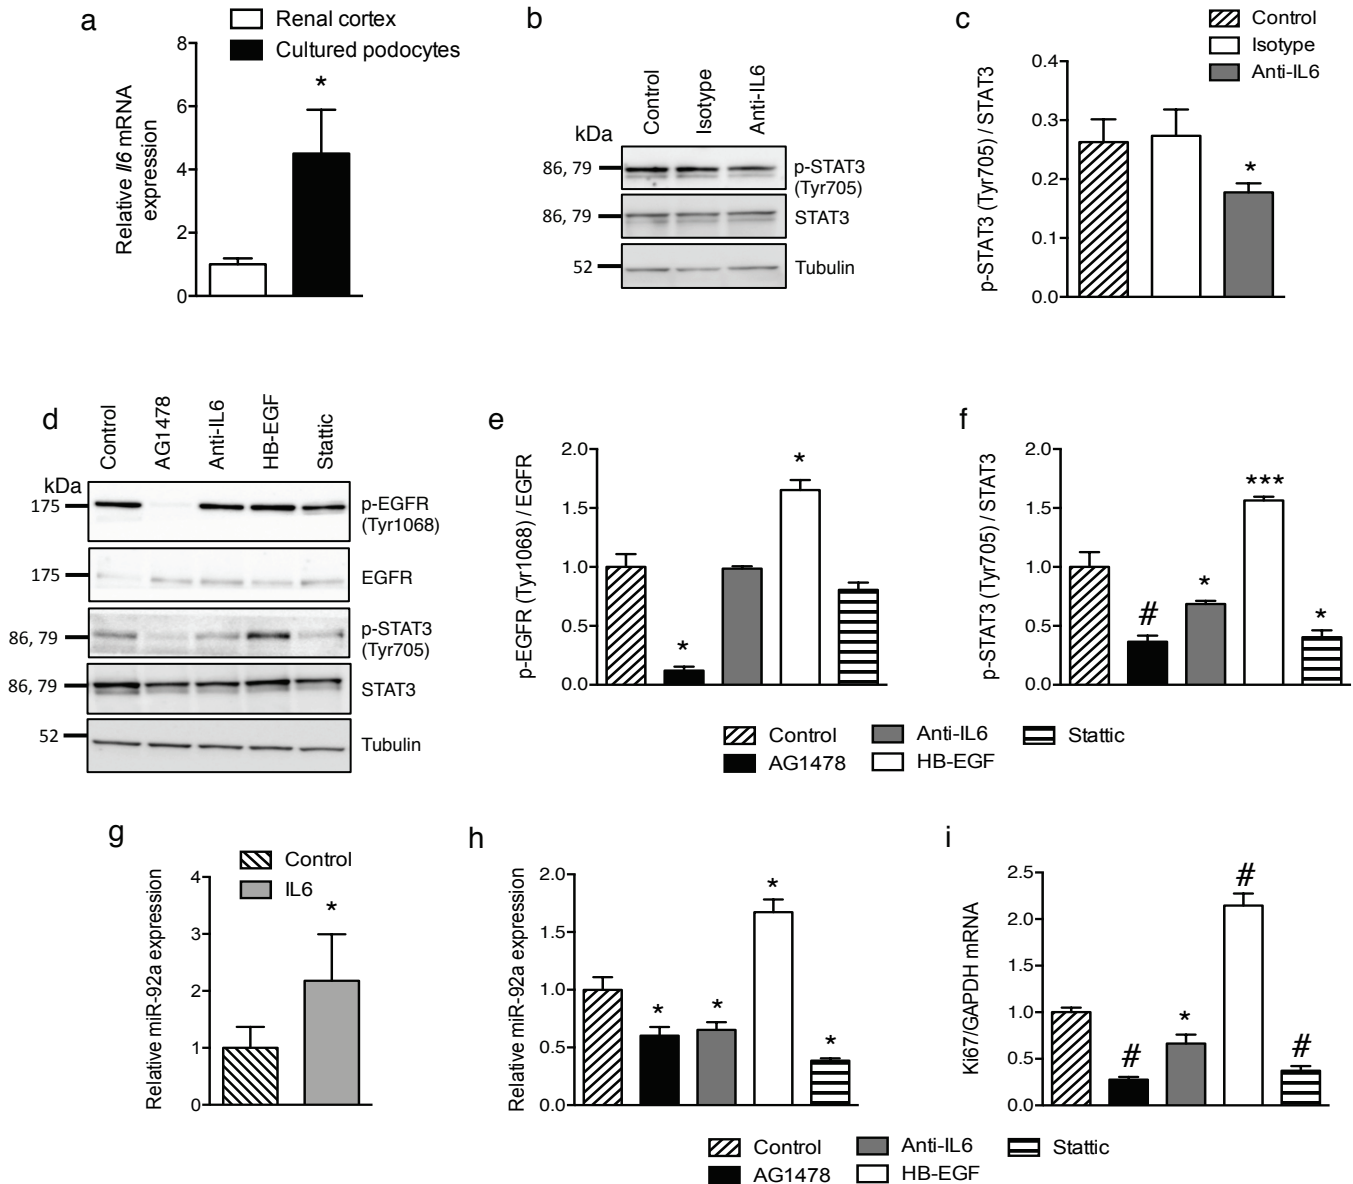 a
Renal cortex
Cultured podocytes
Relative Il6 mRNA
expression
8
6
4
2
0
*
b
Control
Isotype
Anti-IL6
kDa
86, 79
p-STAT3
(Tyr705)
86, 79
STAT3
52
Tubulin
c
Control
Isotype
Anti-IL6
p-STAT3 (Tyr705) / STAT3
0.4
0.3
0.2
0.1
0.0
*
d
Control
AG1478
Anti-IL6
HB-EGF
Stattic
kDa
175
p-EGFR
(Tyr1068)
175
EGFR
86, 79
p-STAT3
(Tyr705)
86, 79
STAT3
52
Tubulin
e
p-EGFR (Tyr1068) / EGFR
2.0
1.5
1.0
0.5
0.0
*
*
f
p-STAT3 (Tyr705) / STAT3
2.0
1.5
1.0
0.5
0.0
#
*
***
*
Control
Anti-IL6
Stattic
AG1478
HB-EGF
g
Control
IL6
Relative miR-92a expression
4
3
2
1
0
*
h
Relative miR-92a expression
2.0
1.5
1.0
0.5
0.0
*
*
*
*
i
Ki67/GAPDH mRNA
2.5
2.0
1.5
1.0
0.5
0.0
#
*
#
#
Control
Anti-IL6
Stattic
AG1478
HB-EGF